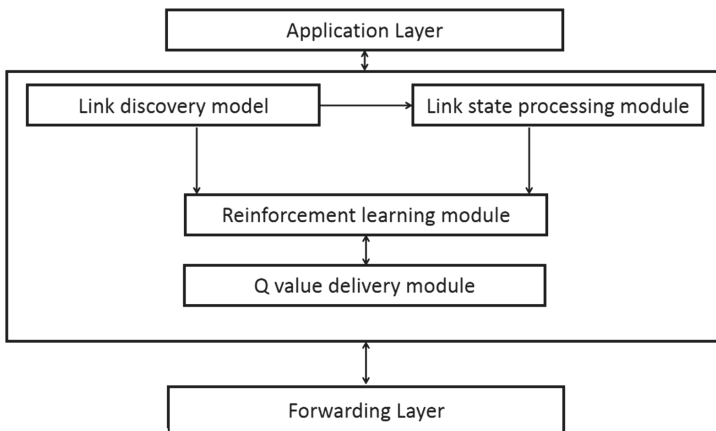 Application Layer
Link discovery model
Link state processing module
Reinforcement learning module
Q value delivery module
Forwarding Layer